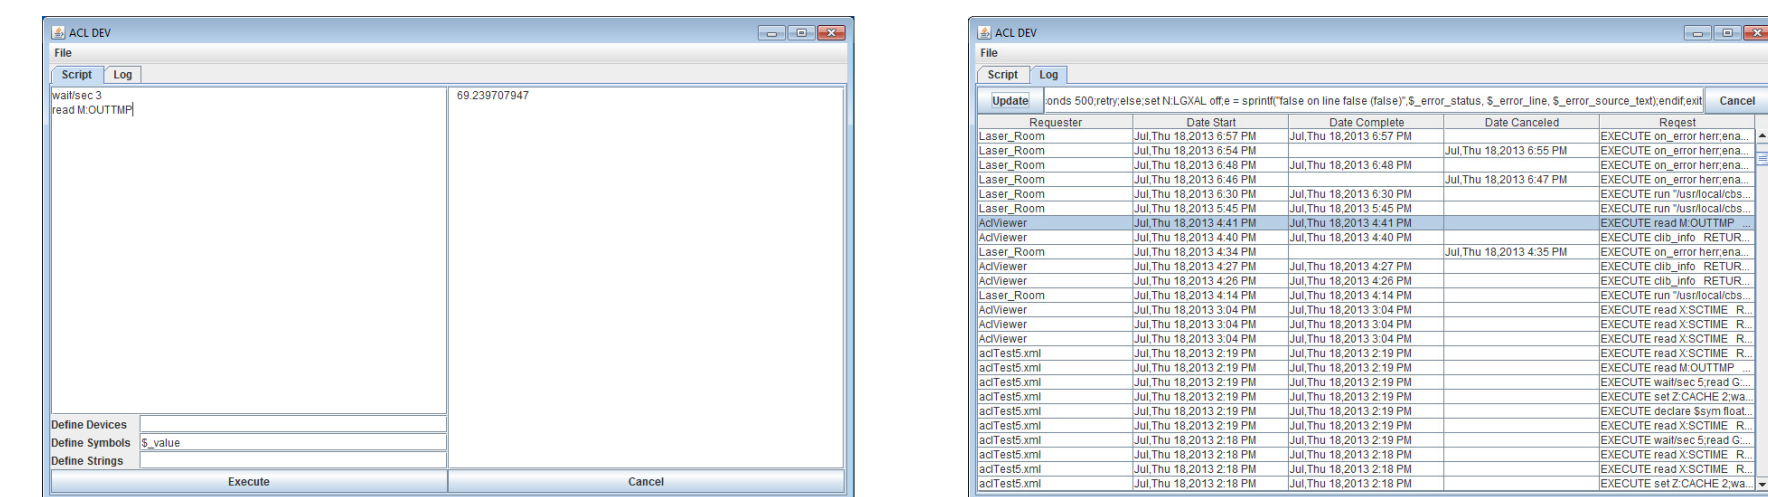 ACL DEV
File
Script Log
wait/sec 3
read M:OUTTMP
69.239707947
Define Devices
Define Symbols $_value
Define Strings
Execute Cancel
ACL DEV
File
Script Log
Update :onds 500;retry;else;set N:LGXAL off;e = sprintf("false on line false (false)",$_error_status, $_error_line, $_error_source_text);endif;exit Cancel
Requester Date Start Date Complete Date Canceled Reqest
Laser_Room Jul,Thu 18,2013 6:57 PM Jul,Thu 18,2013 6:57 PM EXECUTE on_error herr;ena...
Laser_Room Jul,Thu 18,2013 6:54 PM Jul,Thu 18,2013 6:55 PM EXECUTE on_error herr;ena...
Laser_Room Jul,Thu 18,2013 6:48 PM Jul,Thu 18,2013 6:48 PM EXECUTE on_error herr;ena...
Laser_Room Jul,Thu 18,2013 6:46 PM Jul,Thu 18,2013 6:47 PM EXECUTE on_error herr;ena...
Laser_Room Jul,Thu 18,2013 6:30 PM Jul,Thu 18,2013 6:30 PM EXECUTE run "/usr/local/cbs...
Laser_Room Jul,Thu 18,2013 5:45 PM Jul,Thu 18,2013 5:45 PM EXECUTE run "/usr/local/cbs...
AclViewer Jul,Thu 18,2013 4:41 PM Jul,Thu 18,2013 4:41 PM EXECUTE read M:OUTTMP ...
AclViewer Jul,Thu 18,2013 4:40 PM Jul,Thu 18,2013 4:40 PM EXECUTE clib_info RETUR...
Laser_Room Jul,Thu 18,2013 4:34 PM Jul,Thu 18,2013 4:35 PM EXECUTE on_error herr;ena...
AclViewer Jul,Thu 18,2013 4:27 PM Jul,Thu 18,2013 4:27 PM EXECUTE clib_info RETUR...
AclViewer Jul,Thu 18,2013 4:26 PM Jul,Thu 18,2013 4:26 PM EXECUTE clib_info RETUR...
Laser_Room Jul,Thu 18,2013 4:14 PM Jul,Thu 18,2013 4:14 PM EXECUTE run "/usr/local/cbs...
AclViewer Jul,Thu 18,2013 3:04 PM Jul,Thu 18,2013 3:04 PM EXECUTE read X:SCTIME R...
AclViewer Jul,Thu 18,2013 3:04 PM Jul,Thu 18,2013 3:04 PM EXECUTE read X:SCTIME R...
AclViewer Jul,Thu 18,2013 3:04 PM Jul,Thu 18,2013 3:04 PM EXECUTE read X:SCTIME R...
aclTest5.xml Jul,Thu 18,2013 2:19 PM Jul,Thu 18,2013 2:19 PM EXECUTE read X:SCTIME R...
aclTest5.xml Jul,Thu 18,2013 2:19 PM Jul,Thu 18,2013 2:19 PM EXECUTE read M:OUTTMP ...
aclTest5.xml Jul,Thu 18,2013 2:19 PM Jul,Thu 18,2013 2:19 PM EXECUTE wait/sec 5;read G:...
aclTest5.xml Jul,Thu 18,2013 2:19 PM Jul,Thu 18,2013 2:19 PM EXECUTE set Z:CACHE 2;wa...
aclTest5.xml Jul,Thu 18,2013 2:19 PM Jul,Thu 18,2013 2:19 PM EXECUTE declare $sym float...
aclTest5.xml Jul,Thu 18,2013 2:19 PM Jul,Thu 18,2013 2:19 PM EXECUTE read X:SCTIME R...
aclTest5.xml Jul,Thu 18,2013 2:18 PM Jul,Thu 18,2013 2:19 PM EXECUTE wait/sec 5;read G:...
aclTest5.xml Jul,Thu 18,2013 2:18 PM Jul,Thu 18,2013 2:18 PM EXECUTE read X:SCTIME R...
aclTest5.xml Jul,Thu 18,2013 2:18 PM Jul,Thu 18,2013 2:18 PM EXECUTE read X:SCTIME R...
aclTest5.xml Jul,Thu 18,2013 2:18 PM Jul,Thu 18,2013 2:18 PM EXECUTE set Z:CACHE 2;wa...